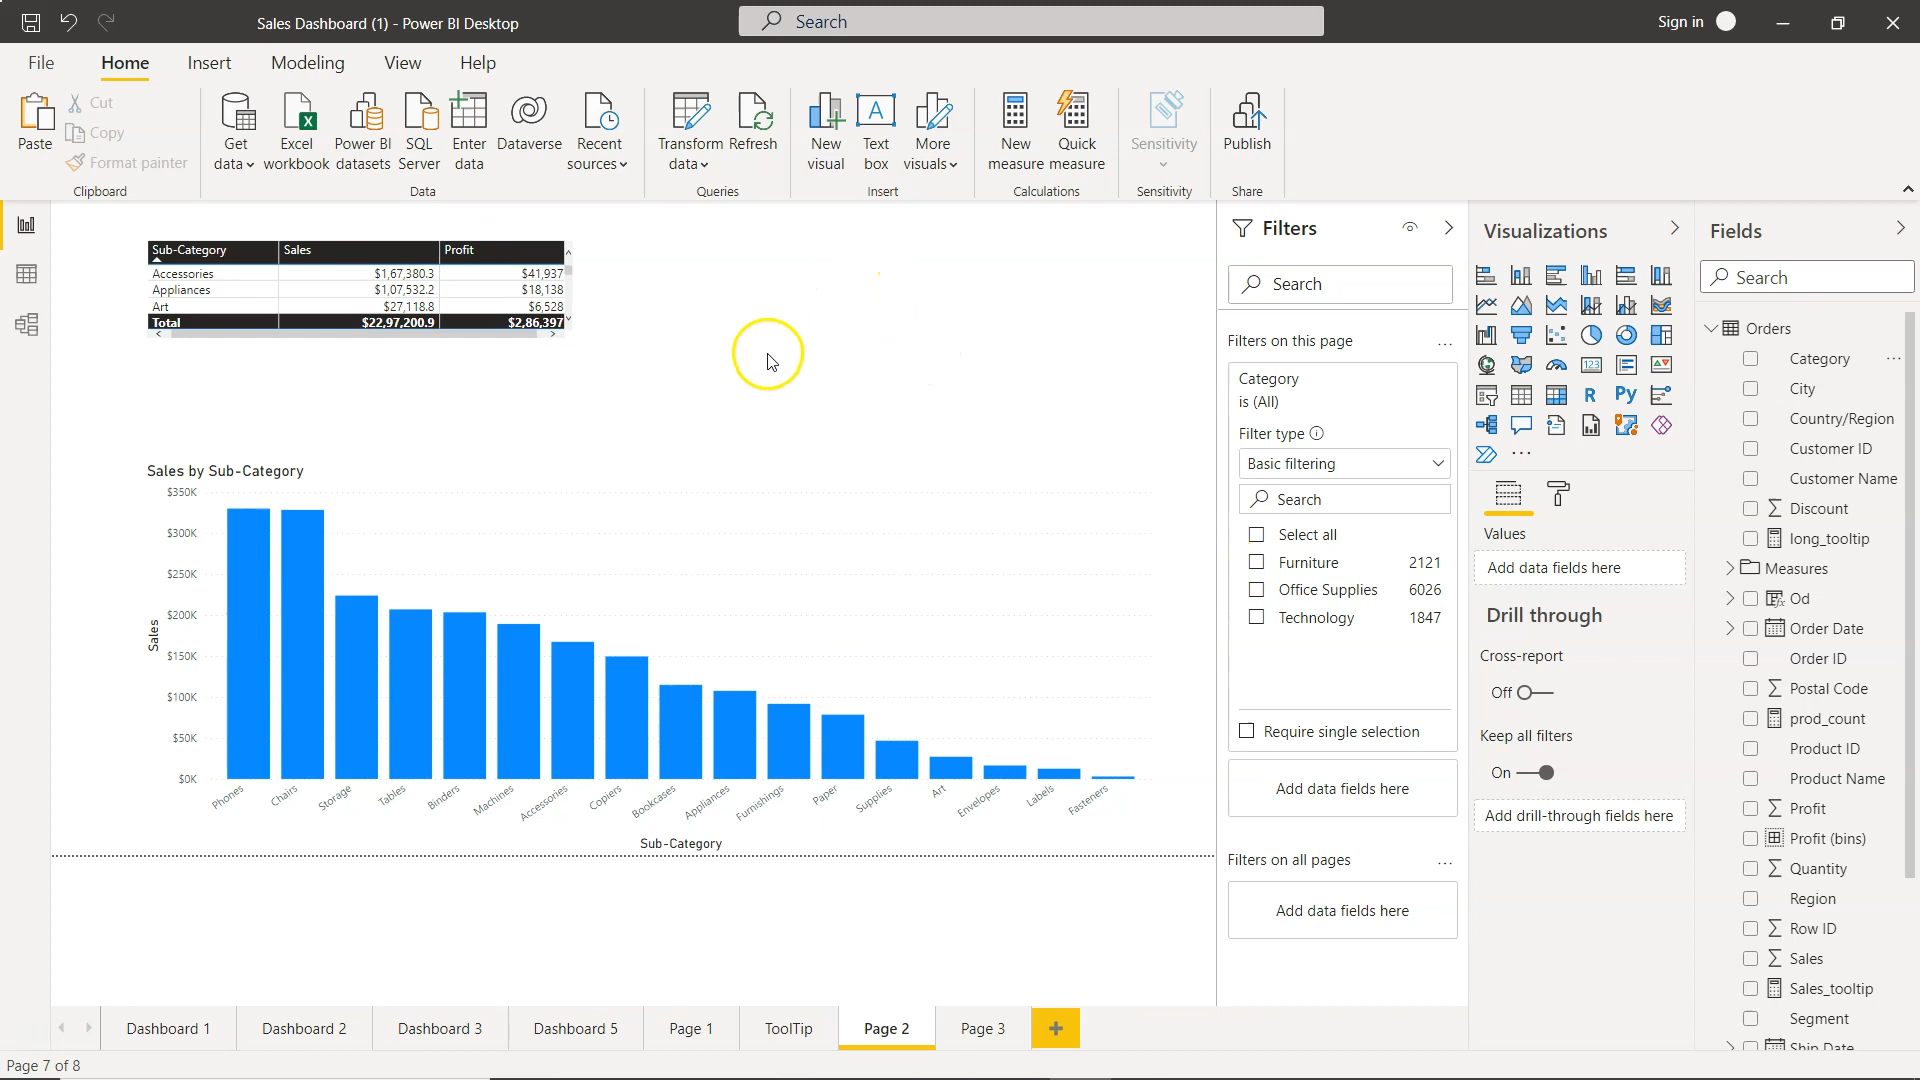 Sales Dashboard (1) - Power BI Desktop
Search
Sign in
File
Home
Insert
Modeling
View
Help
Paste
Cut
Copy
Format painter
Clipboard
Get data
Excel workbook
Power BI datasets
SQL Server
Enter data
Dataverse
Recent sources
Data
Transform data
Refresh
Queries
New visual
A
Text box
More visuals
Insert
New measure
Quick measure
Calculations
Sensitivity
Sensitivity
Publish
Share
Sub-Category Sales Profit
Accessories $1,67,380.3 $41,937
Appliances $1,07,532.2 $18,138
Art $27,118.8 $6,528
Total $22,97,200.9 $2,86,397
Sales by Sub-Category
$350K
$300K
$250K
$200K
$150K
$100K
$50K
$0K
Sales
Phones
Chairs
Storage
Tables
Binders
Machines
Accessories
Copiers
Bookcases
Appliances
Furnishings
Paper
Supplies
Art
Envelopes
Labels
Fasteners
Sub-Category
Filters
Search
Filters on this page
Category
is (All)
Filter type
Basic filtering
Search
Select all
Furniture 2121
Office Supplies 6026
Technology 1847
Require single selection
Add data fields here
Filters on all pages
Add data fields here
Visualizations
123
R
Py
Values
Add data fields here
Drill through
Cross-report
Off
Keep all filters
On
Add drill-through fields here
Fields
Search
Orders
Category
City
Country/Region
Customer ID
Customer Name
Discount
long_tooltip
Measures
Od
Order Date
Order ID
Postal Code
prod_count
Product ID
Product Name
Profit
Profit (bins)
Quantity
Region
Row ID
Sales
Sales_tooltip
Segment
Ship Date
Dashboard 1
Dashboard 2
Dashboard 3
Dashboard 5
Page 1
ToolTip
Page 2
Page 3
Page 7 of 8